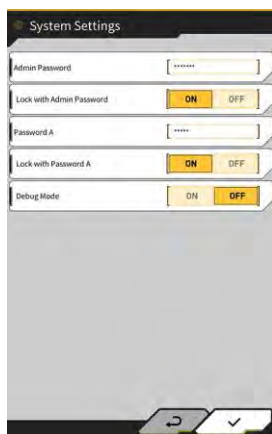 System Settings
Admin Password [ ······· ]
Lock with Admin Password ON OFF
Password A [ ····· ]
Lock with Password A ON OFF
Debug Mode ON OFF